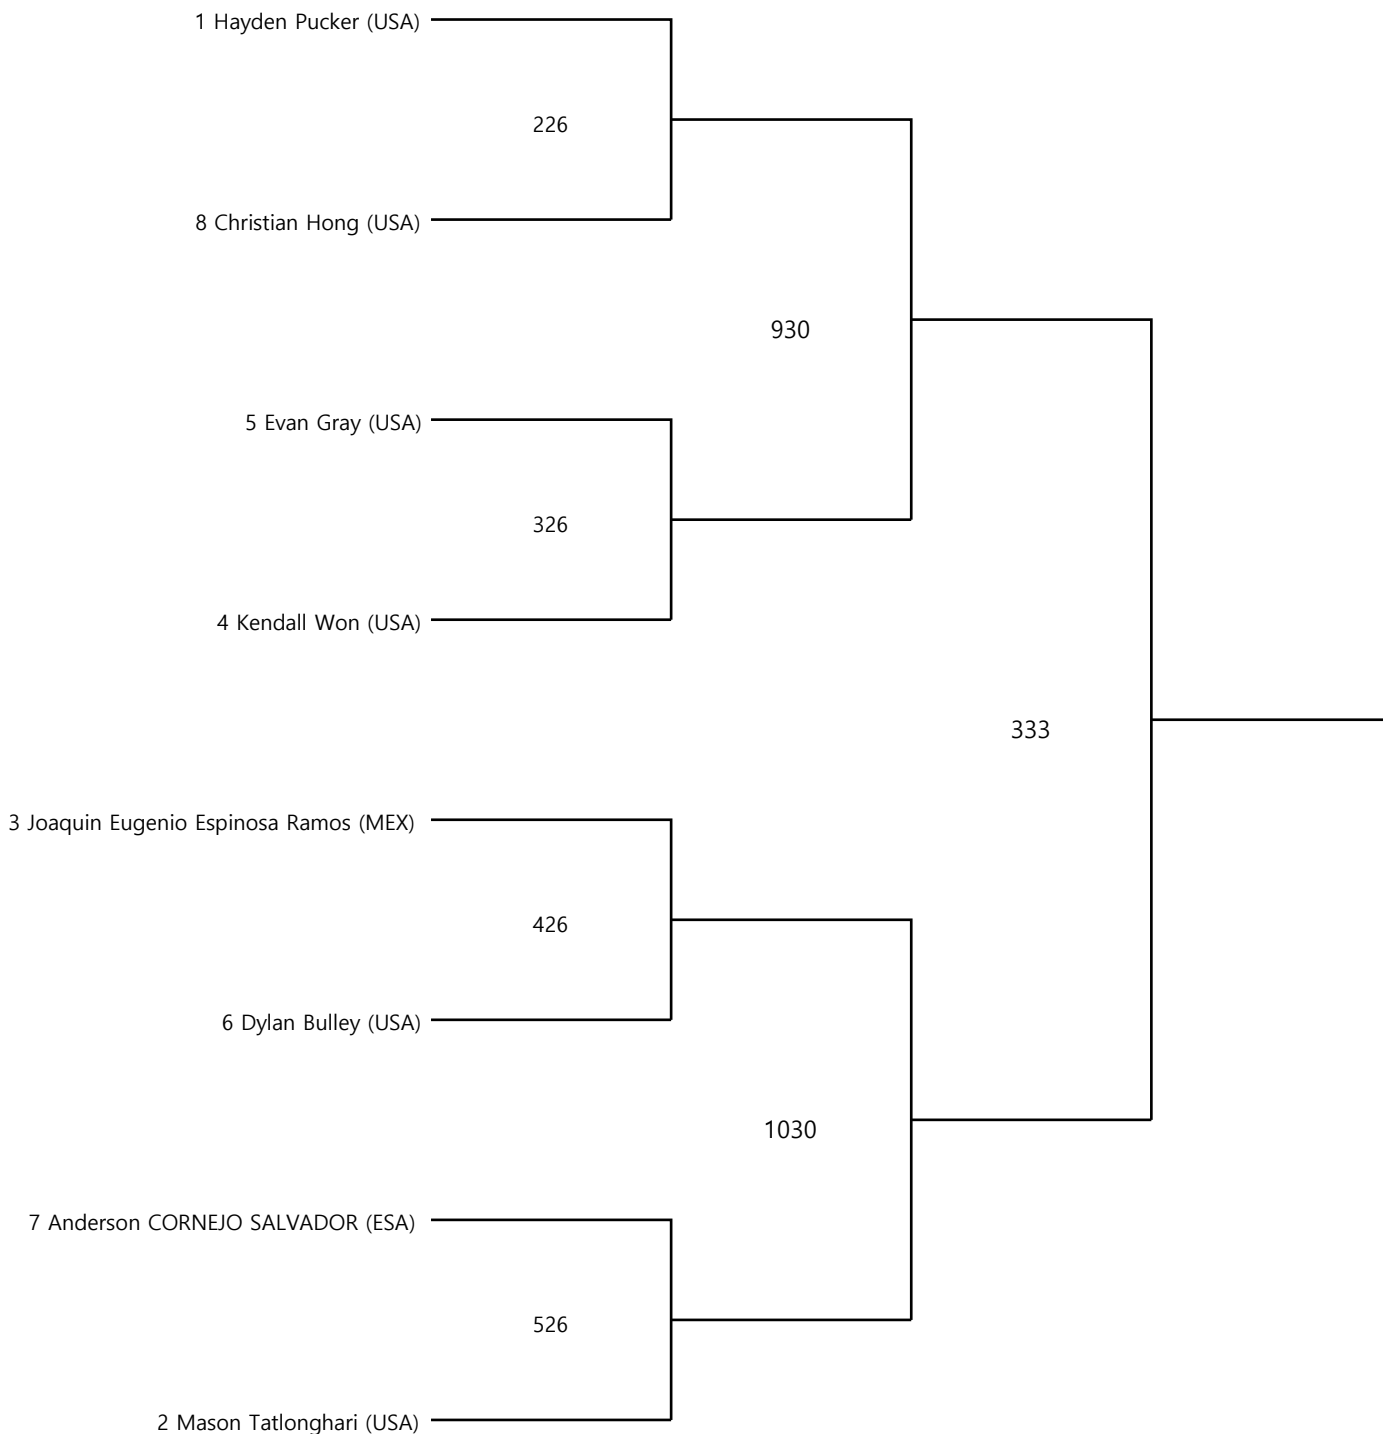 1 Hayden Pucker (USA)
226
8 Christian Hong (USA)
930
5 Evan Gray (USA)
326
4 Kendall Won (USA)
333
3 Joaquin Eugenio Espinosa Ramos (MEX)
426
6 Dylan Bulley (USA)
1030
7 Anderson CORNEJO SALVADOR (ESA)
526
2 Mason Tatlonghari (USA)